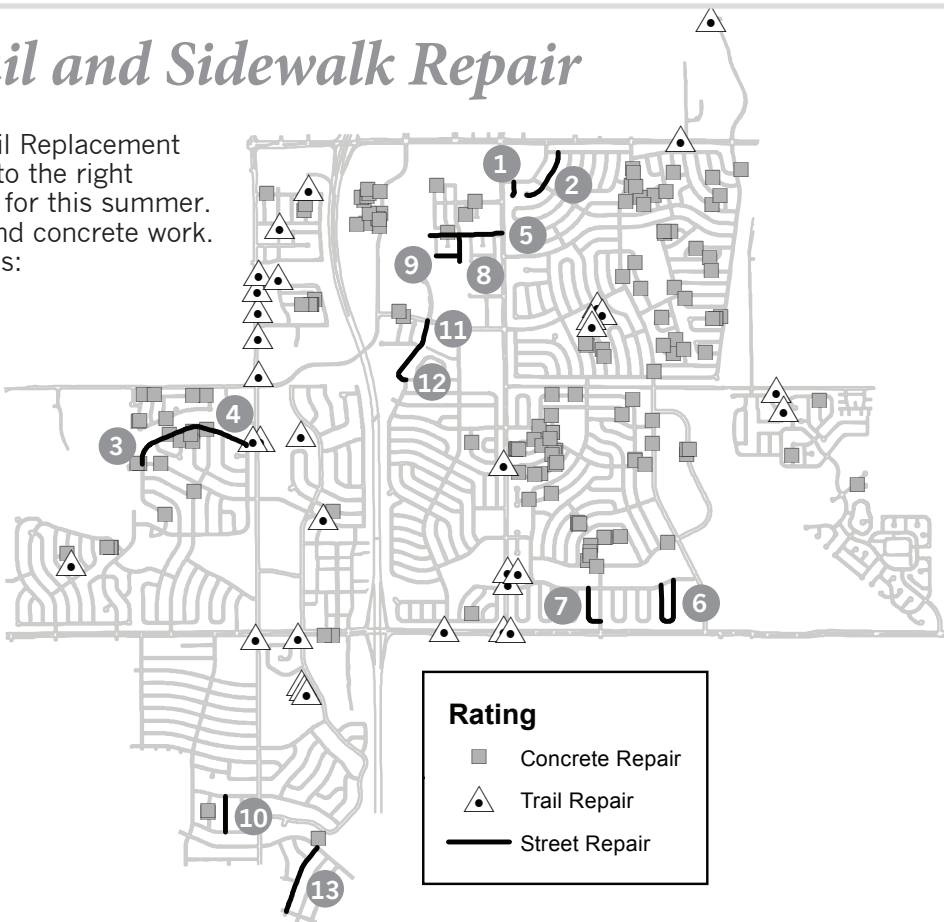 il and Sidewalk Repair
il Replacement
to the right
for this summer.
nd concrete work.
s:
1
2
5
9
8
11
12
4
3
7
6
10
13
Rating
Concrete Repair
Trail Repair
Street Repair